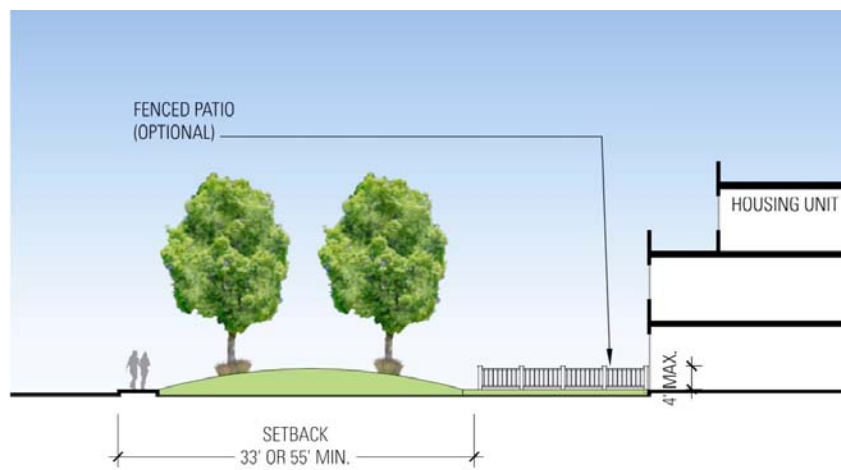 FENCED PATIO
(OPTIONAL)
HOUSING UNIT
4' MAX.
SETBACK
33' OR 55' MIN.